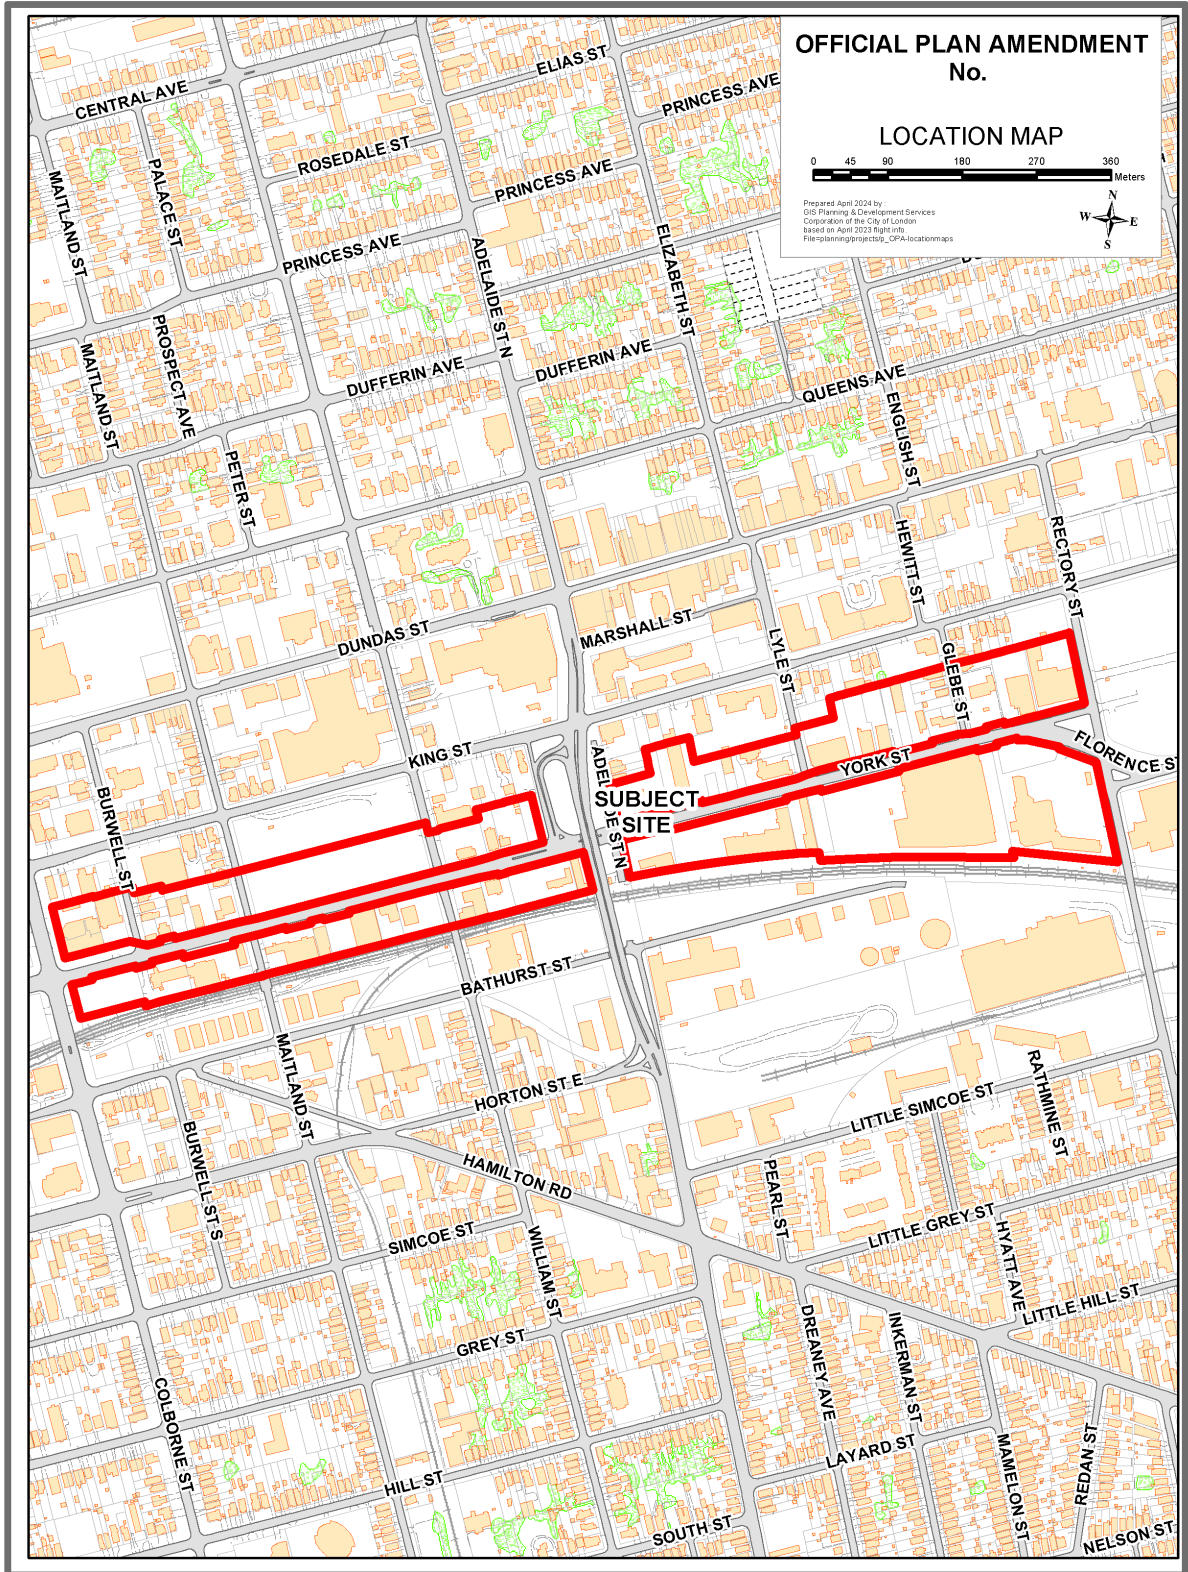 OFFICIAL PLAN AMENDMENT
No.
LOCATION MAP
0 45 90 180 270 360
Meters
Prepared April 2024 by :
GIS Planning & Development Services
Corporation of the City of London
based on April 2023 flight info.
File=planning/projects/p_OPA-locationmaps
N
W E
S
ELIAS ST
CENTRAL AVE
PRINCESS AVE
ROSEDALE ST
PALACE ST
MAITLAND ST
PRINCESS AVE
PRINCESS AVE
ADELAIDE ST N
ELIZABETH ST
PROSPECT AVE
MAITLAND ST
DUFFERIN AVE
DUFFERIN AVE
QUEENS AVE
ENGLISH ST
PETER ST
HEWITT ST
RECTORY ST
DUNDAS ST
MARSHALL ST
LYLE ST
GLEBE ST
KING ST
YORK ST
FLORENCE ST
BURWELL ST
SUBJECT
SITE
BATHURST ST
MAITLAND ST
HORTON ST E
LITTLE SIMCOE ST
RATHMINE ST
BURWELL ST S
HAMILTON RD
PEARL ST
SIMCOE ST
WILLIAM ST
LITTLE GREY ST
HYATT AVE
LITTLE HILL ST
GREY ST
DREANEY AVE
INKERMAN ST
COLBORNE ST
LAYARD ST
MAMELON ST
REDAN ST
HILL ST
SOUTH ST
NELSON ST